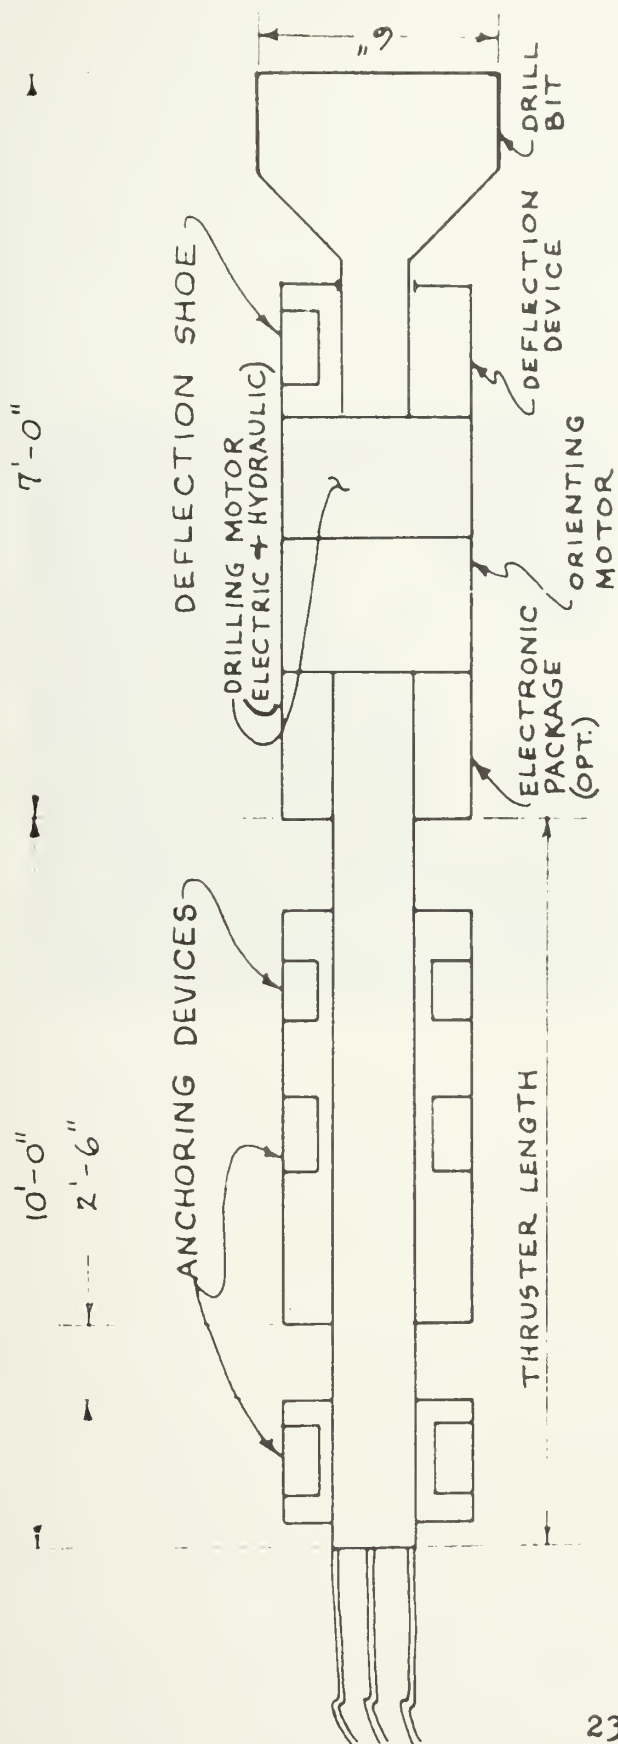 10'-0"
2'-6"
7'-0"
6"
ANCHORING DEVICES
DEFLECTION SHOE
DRILLING MOTOR
(ELECTRIC + HYDRAULIC)
THRUSTER LENGTH
ELECTRONIC
PACKAGE
(OPT.)
ORIENTING
MOTOR
DEFLECTION
DEVICE
DRILL
BIT
23